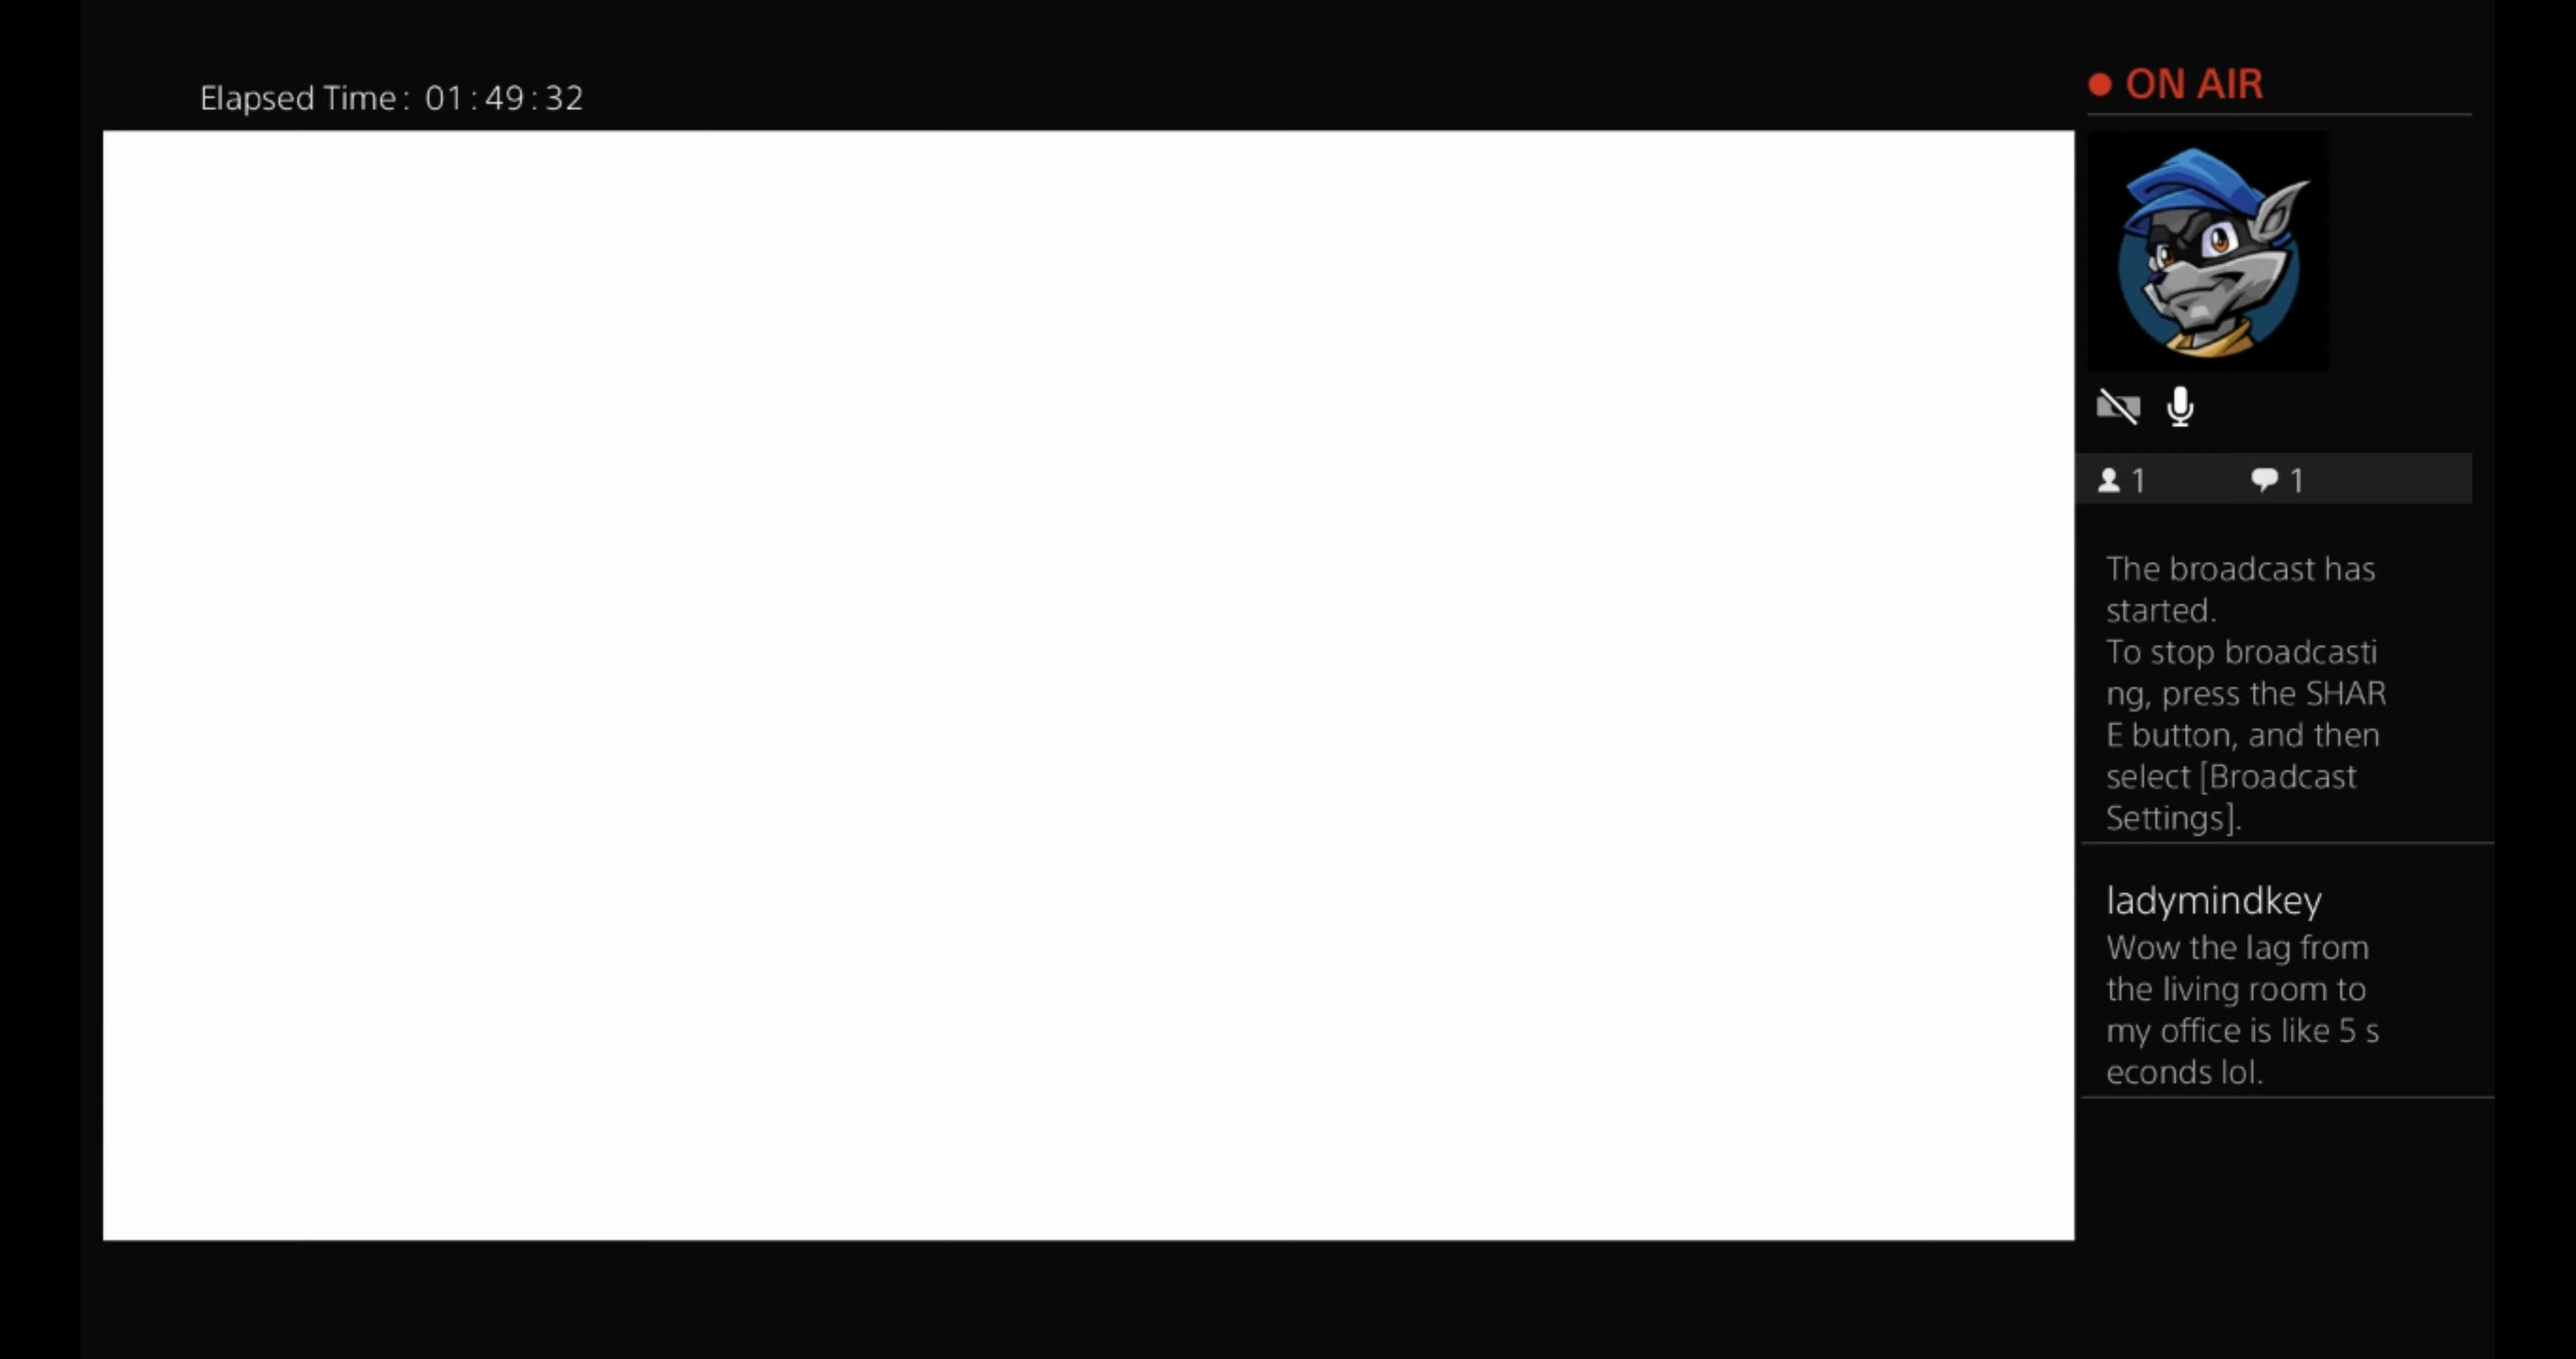 Elapsed Time: 01:49:32
ON AIR
1 1
The broadcast has
started.
To stop broadcasti
ng, press the SHAR
E button, and then
select [Broadcast
Settings].
ladymindkey
Wow the lag from
the living room to
my office is like 5 s
econds lol.